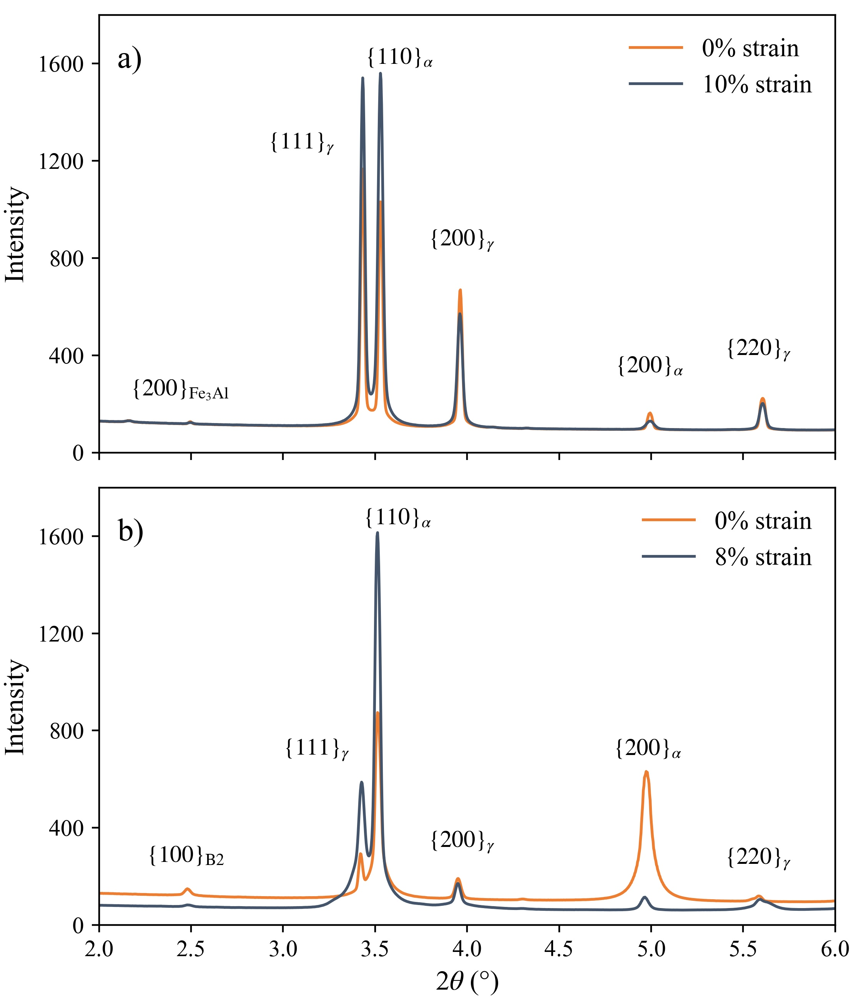 a)
0% strain
10% strain
{110}α
{111}γ
{200}γ
{200}α
{220}γ
{200}Fe₃Al
Intensity
1600
1200
800
400
0
b)
0% strain
8% strain
{110}α
{111}γ
{200}α
{200}γ
{100}B2
{220}γ
Intensity
1600
1200
800
400
0
2.0 2.5 3.0 3.5 4.0 4.5 5.0 5.5 6.0
2θ (°)